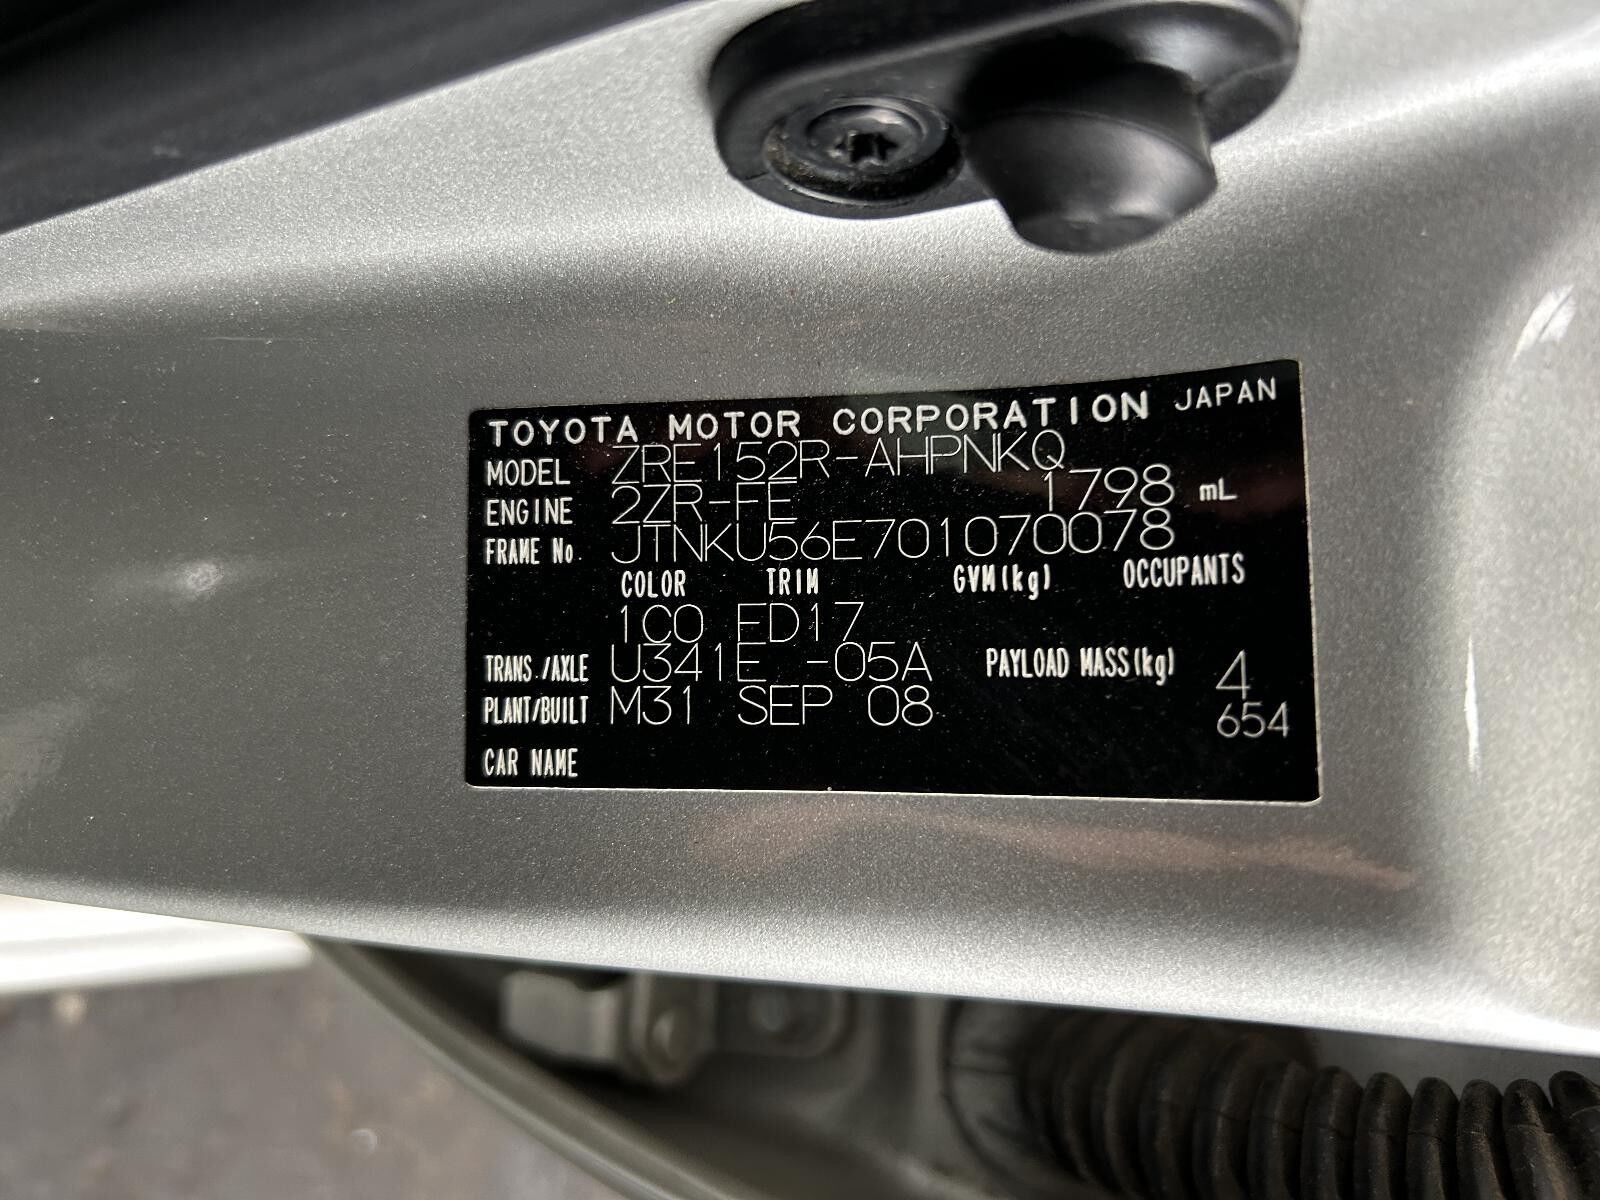 TOYOTA MOTOR CORPORATION JAPAN
MODEL ZRE152R-AHPNKQ
ENGINE 2ZR-FE 1798 mL
FRAME No. JTNKU56E701070078
COLOR TRIM GVM(kg) OCCUPANTS
1C0 FD17
TRANS./AXLE U341E -05A PAYLOAD MASS(kg) 4
PLANT/BUILT M31 SEP 08 654
CAR NAME